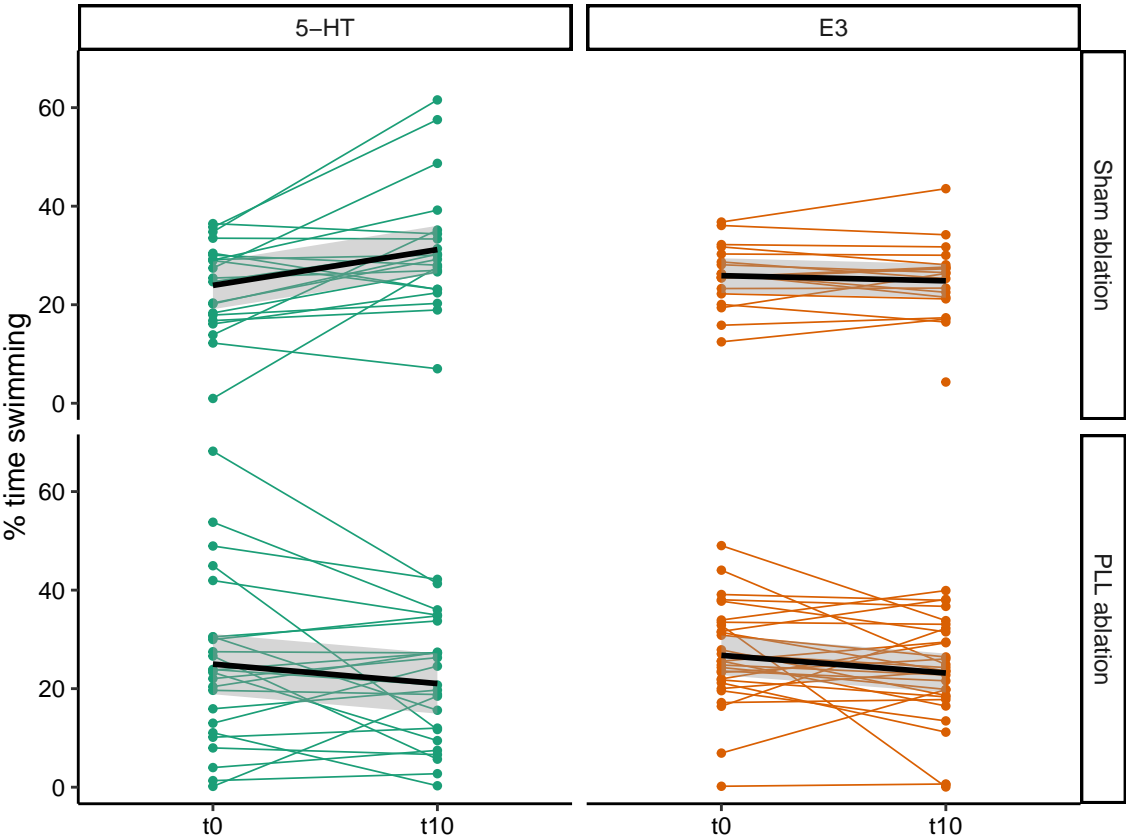 5−HT
E3
60
40
20
0
Sham ablation
60
40
20
0
PLL ablation
% time swimming
t0
t10
t0
t10